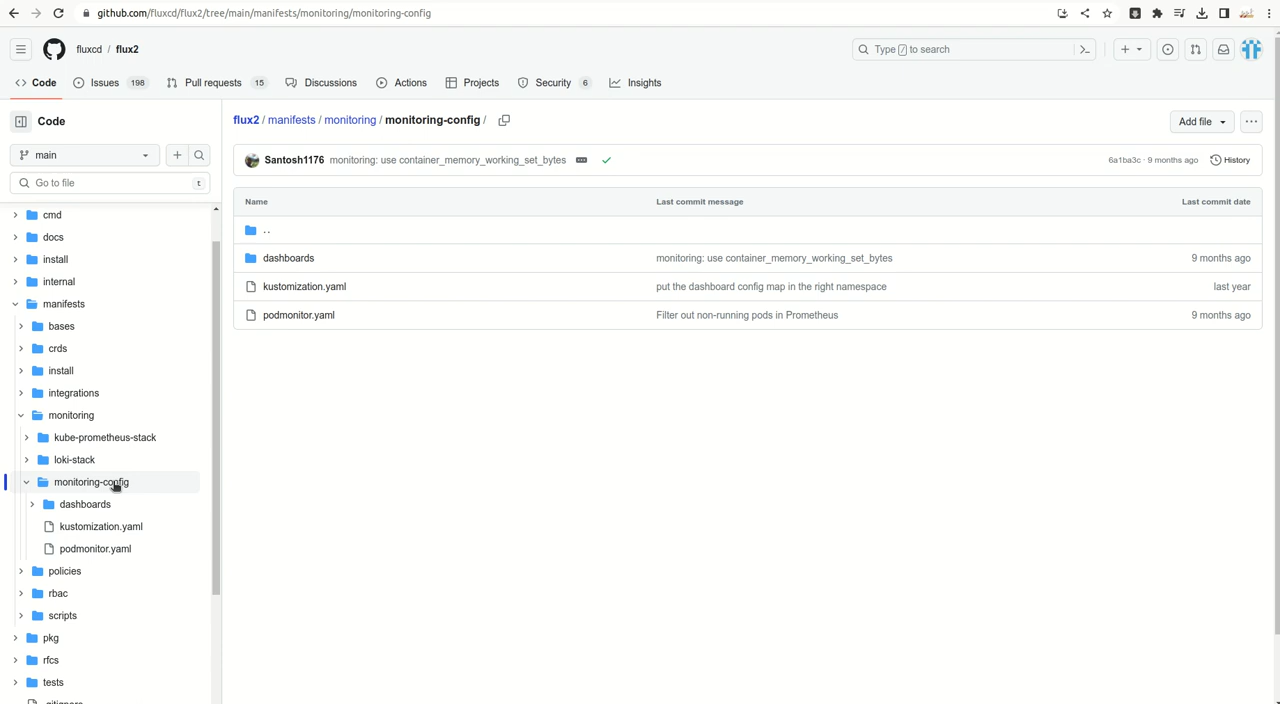 github.com/fluxcd/flux2/tree/main/manifests/monitoring/monitoring-config
fluxcd / flux2
Type / to search
Code
Issues 198
Pull requests 15
Discussions
Actions
Projects
Security 6
Insights
Code
main
Go to file t
cmd
docs
install
internal
manifests
bases
crds
install
integrations
monitoring
kube-prometheus-stack
loki-stack
monitoring-config
dashboards
kustomization.yaml
podmonitor.yaml
policies
rbac
scripts
pkg
rfcs
tests
.gitignore
flux2 / manifests / monitoring / monitoring-config /
Add file
Santosh1176 monitoring: use container_memory_working_set_bytes
6a1ba3c · 9 months ago
History
Name Last commit message Last commit date
..
dashboards monitoring: use container_memory_working_set_bytes 9 months ago
kustomization.yaml put the dashboard config map in the right namespace last year
podmonitor.yaml Filter out non-running pods in Prometheus 9 months ago